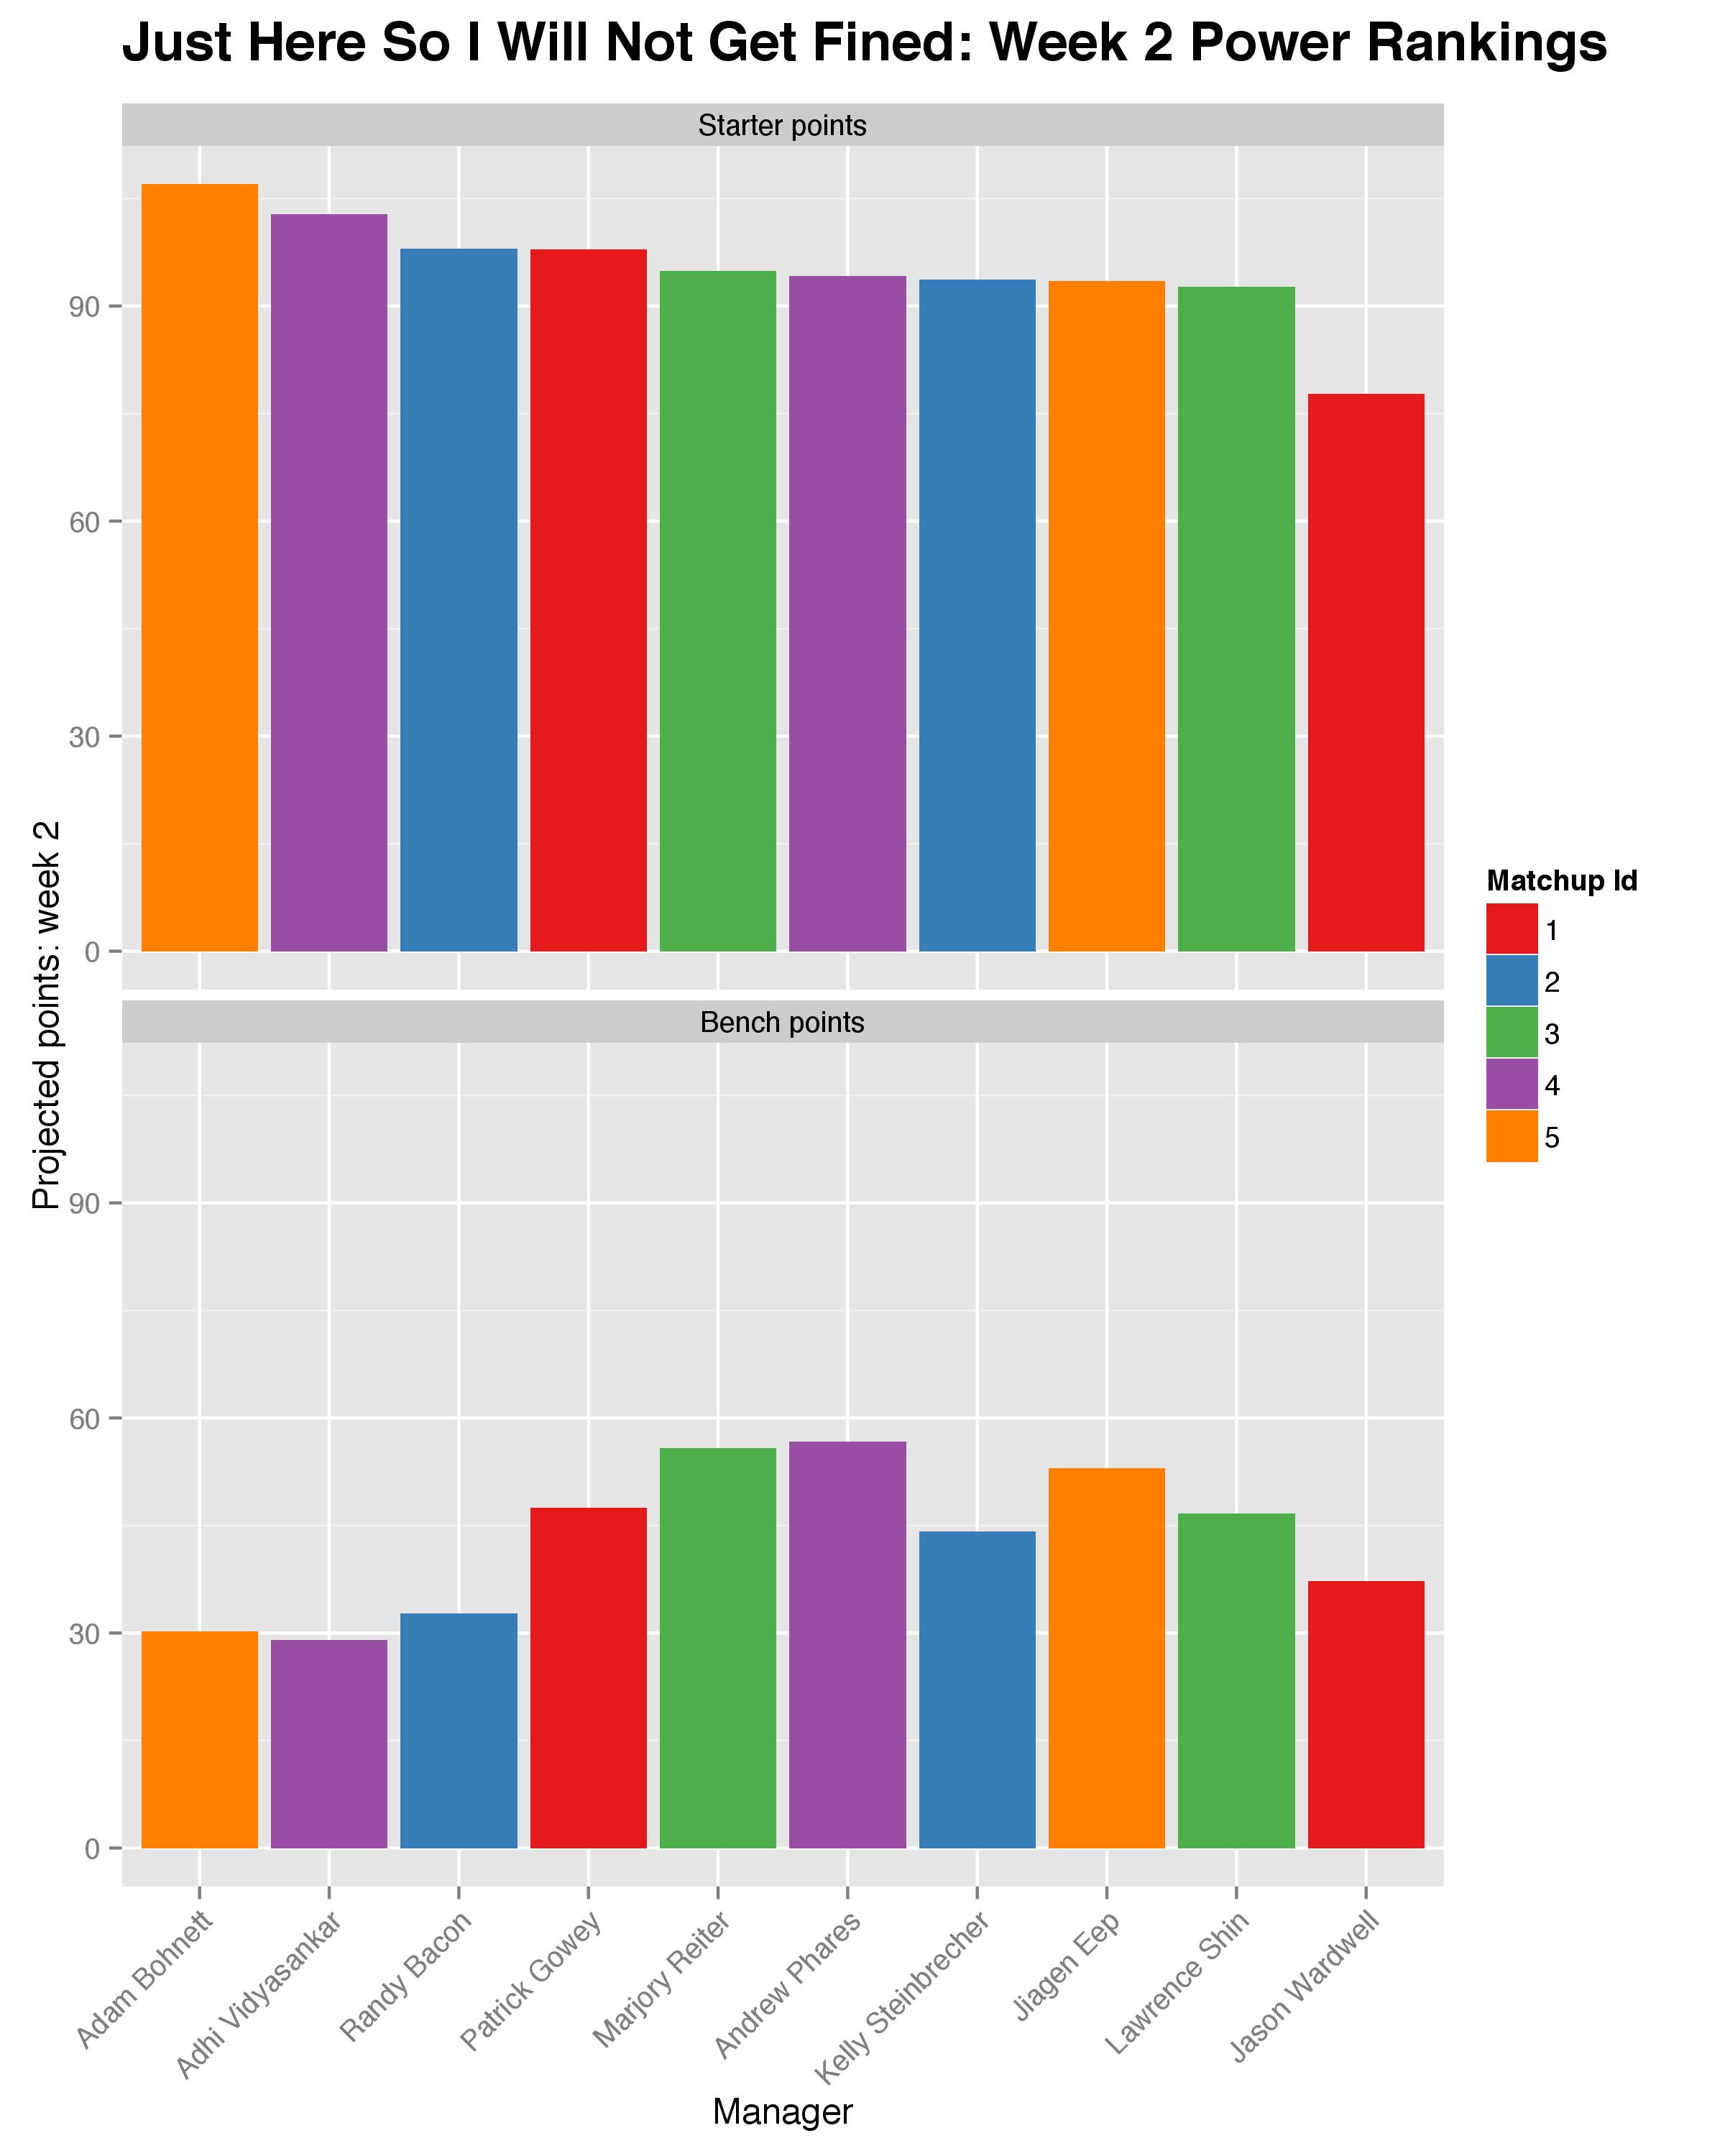 Just Here So I Will Not Get Fined: Week 2 Power Rankings
Starter points
90
60
30
0
Projected points: week 2
Bench points
90
60
30
0
Adam Bohnett
Adhi Vidyasankar
Randy Bacon
Patrick Gowey
Marjory Reiter
Andrew Phares
Kelly Steinbrecher
Jiagen Eep
Lawrence Shin
Jason Wardwell
Manager
Matchup Id
1
2
3
4
5